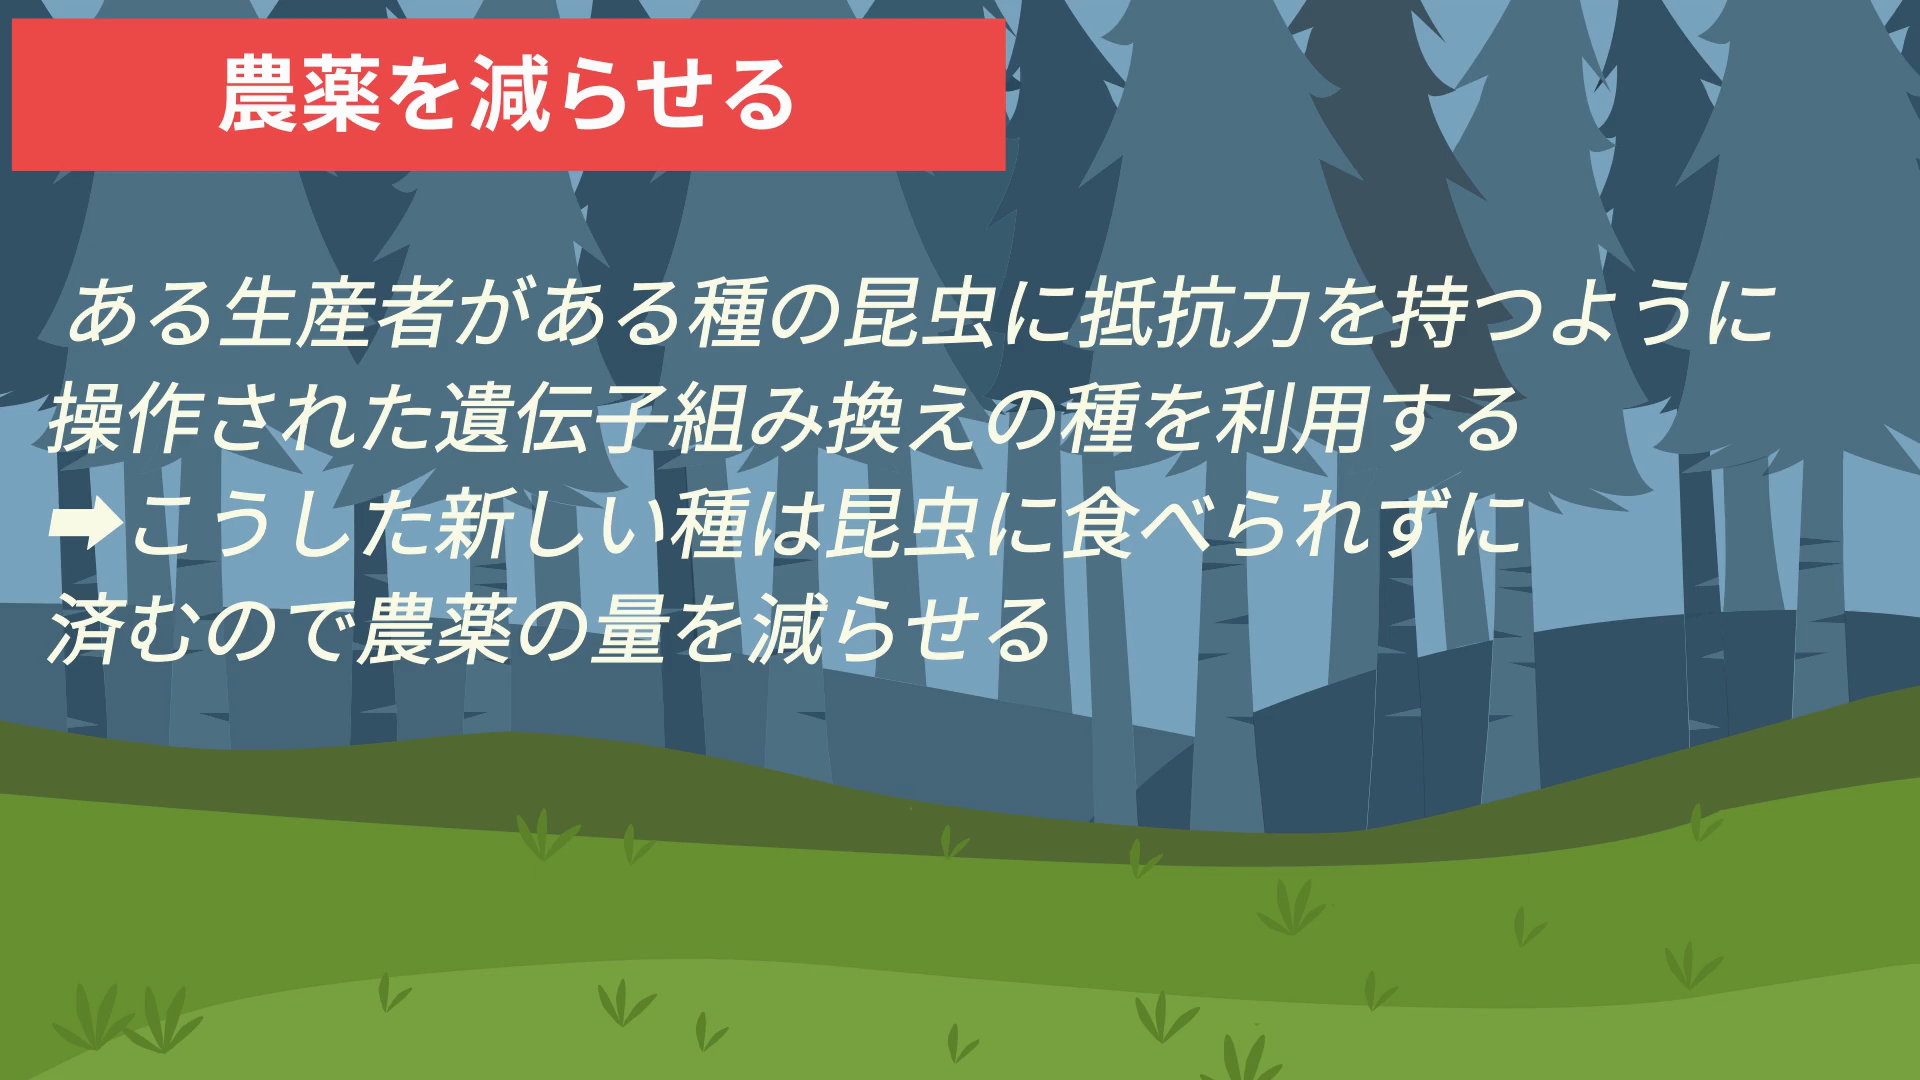 農薬を減らせる
ある生産者がある種の昆虫に抵抗力を持つように
操作された遺伝子組み換えの種を利用する
➡こうした新しい種は昆虫に食べられずに
済むので農薬の量を減らせる